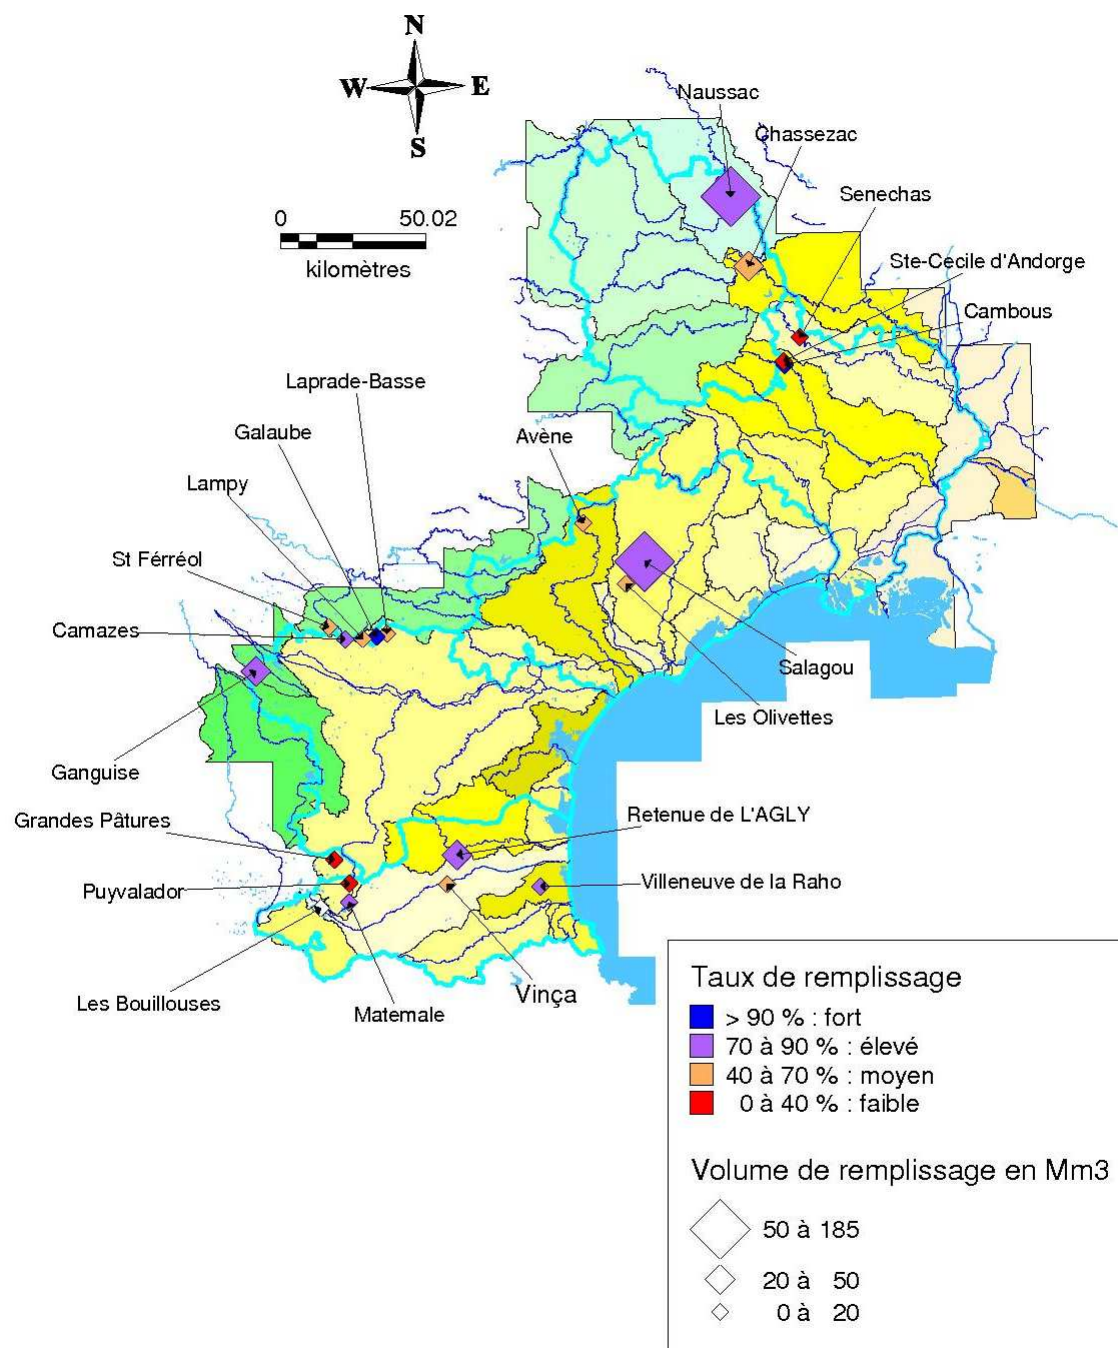 N
W E
S
0 50.02
kilomètres
Naussac
Chassezac
Senechas
Ste-Cecile d'Andorge
Cambous
Laprade-Basse
Galaube
Avène
Lampy
St Férréol
Camazes
Salagou
Les Olivettes
Ganguise
Grandes Pâtures
Retenue de L'AGLY
Puyvalador
Villeneuve de la Raho
Les Bouillouses
Matemale
Vinça
Taux de remplissage
> 90 % : fort
70 à 90 % : élevé
40 à 70 % : moyen
0 à 40 % : faible
Volume de remplissage en Mm3
50 à 185
20 à 50
0 à 20